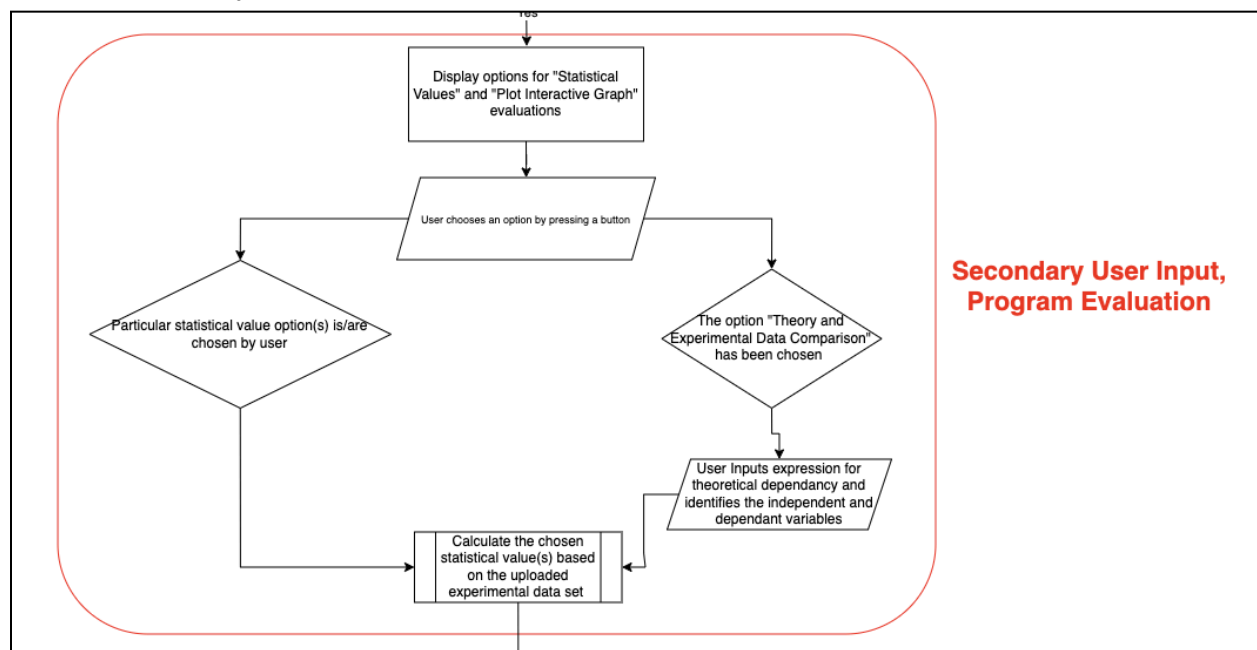 Yes
Display options for "Statistical
Values" and "Plot Interactive Graph"
evaluations
User chooses an option by pressing a button
Particular statistical value option(s) is/are
chosen by user
The option "Theory and
Experimental Data Comparison"
has been chosen
Secondary User Input,
Program Evaluation
User Inputs expression for
theoretical dependancy and
identifies the independent and
dependant variables
Calculate the chosen
statistical value(s) based
on the uploaded
experimental data set